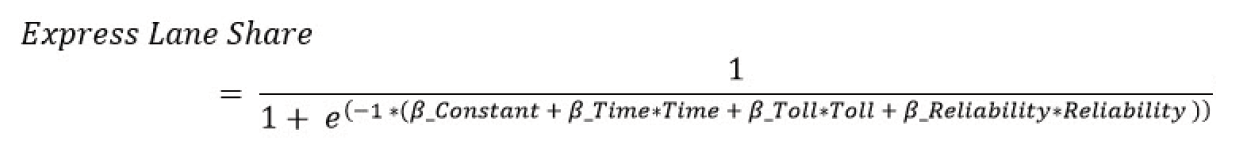 Express Lane Share
= 1 / 1 + e^(−1 *(β_Constant + β_Time*Time + β_Toll*Toll + β_Reliability*Reliability ))